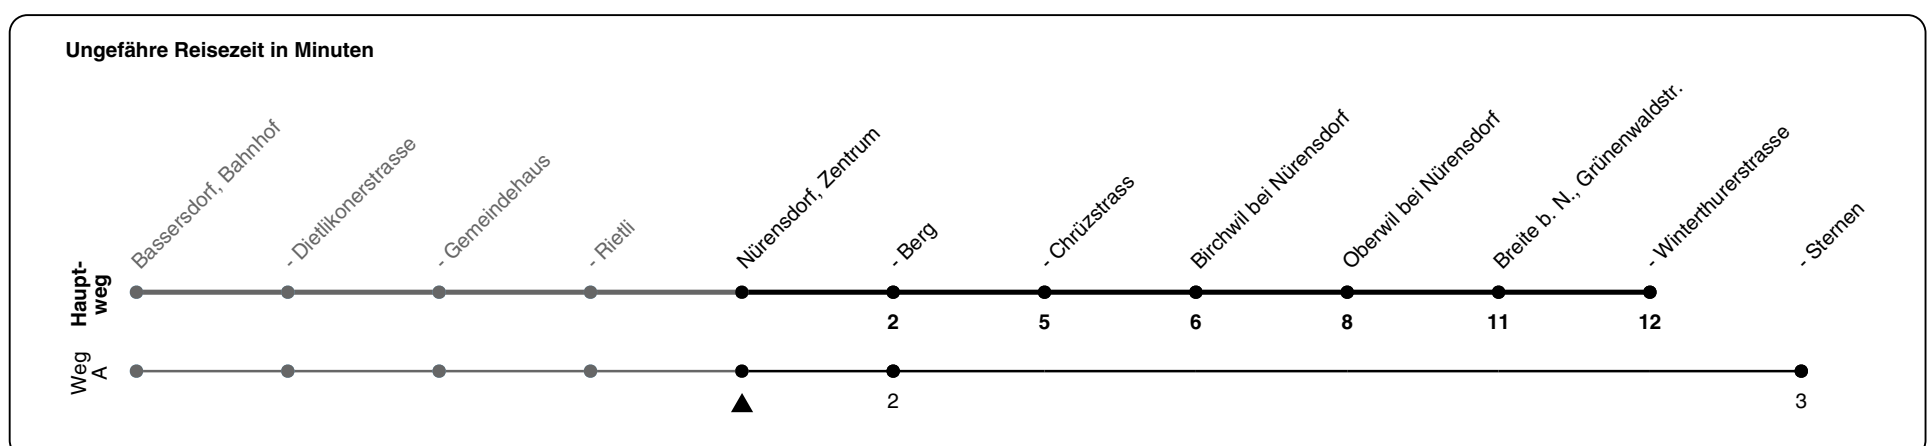 Ungefähre Reisezeit in Minuten
Bassersdorf, Bahnhof
- Dietlikonerstrasse
- Gemeindehaus
- Rietli
Nürensdorf, Zentrum
- Berg
- Chrüzstrass
Birchwil bei Nürensdorf
Oberwil bei Nürensdorf
Breite b. N., Grünenwaldstr.
- Winterthurerstrasse
- Sternen
Haupt-
weg
2 5 6 8 11 12
Weg
A
2 3